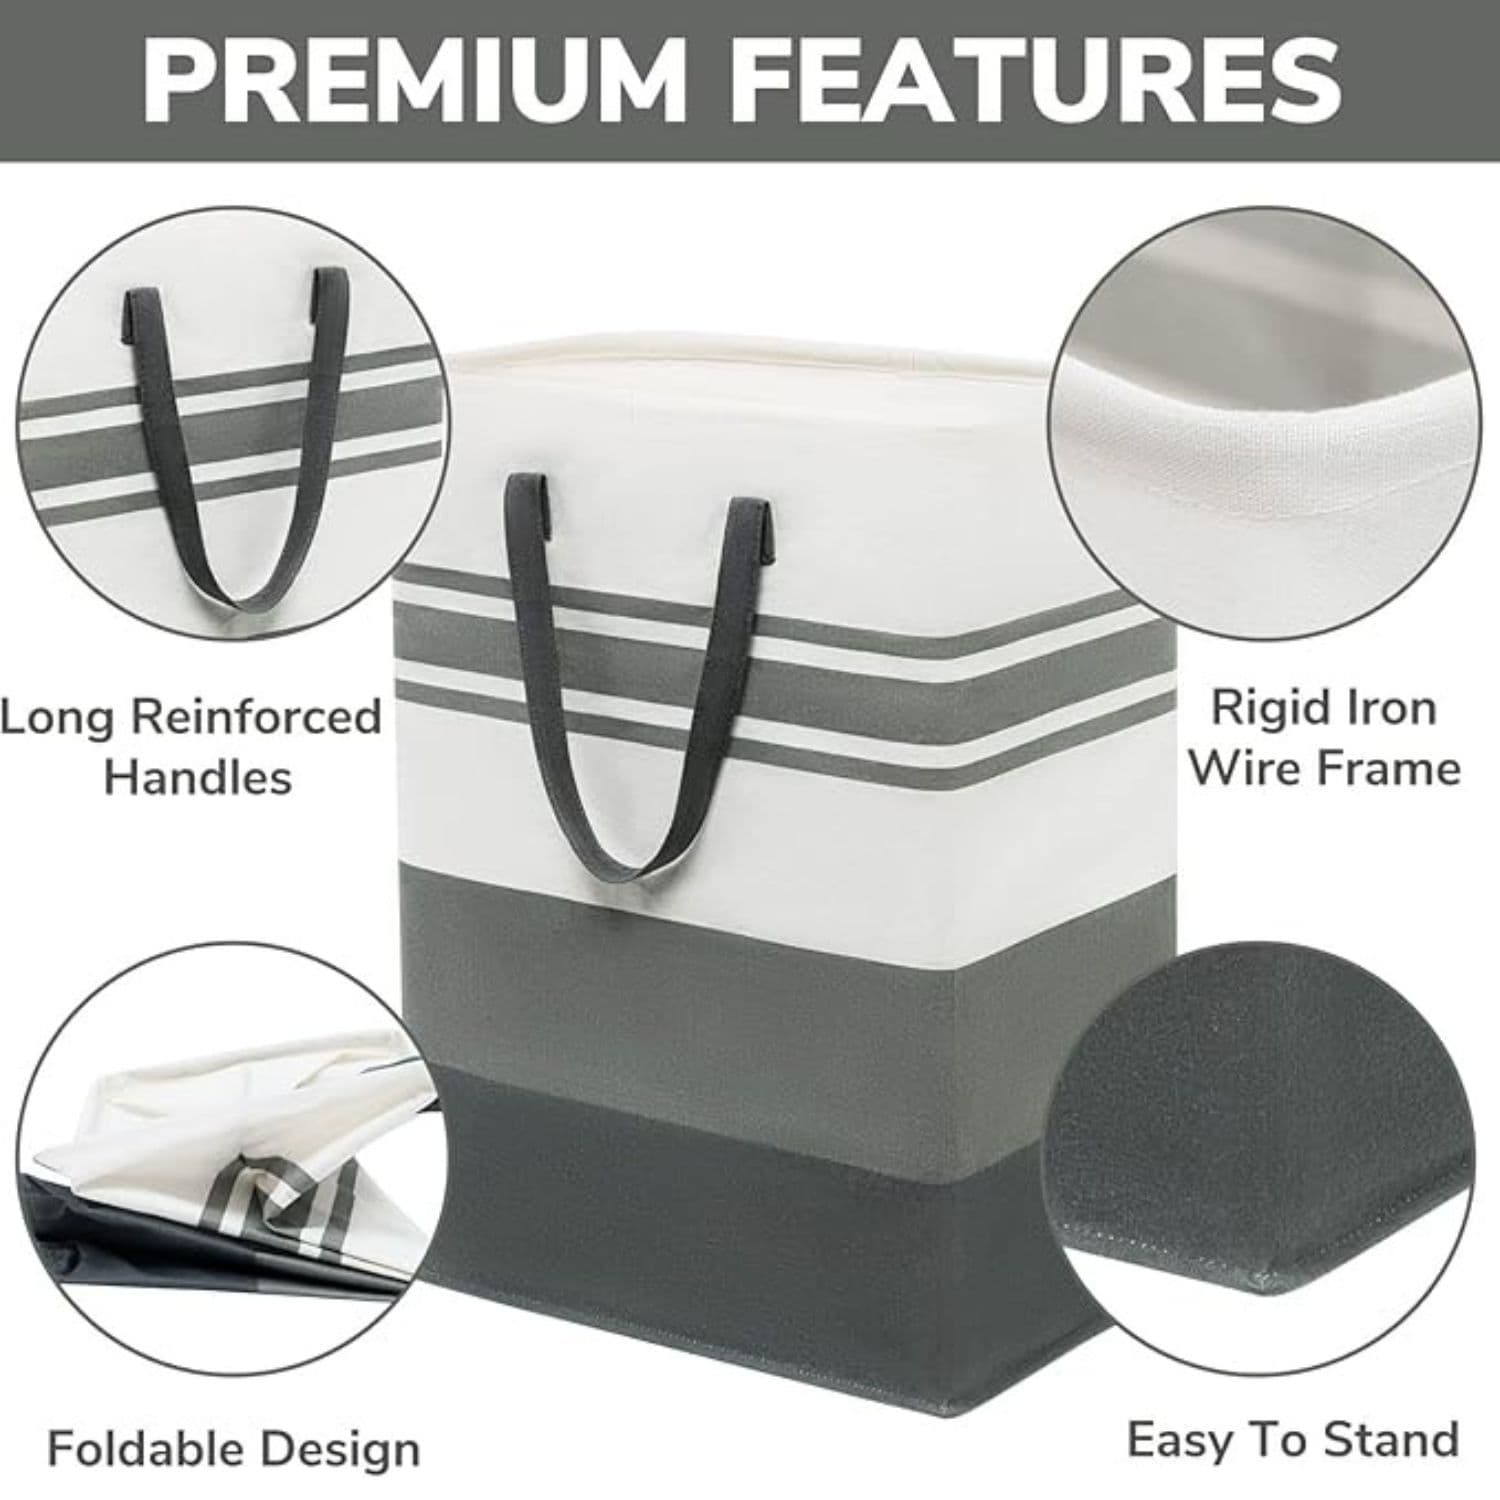 PREMIUM FEATURES
Long Reinforced
Handles
Rigid Iron
Wire Frame
Foldable Design
Easy To Stand